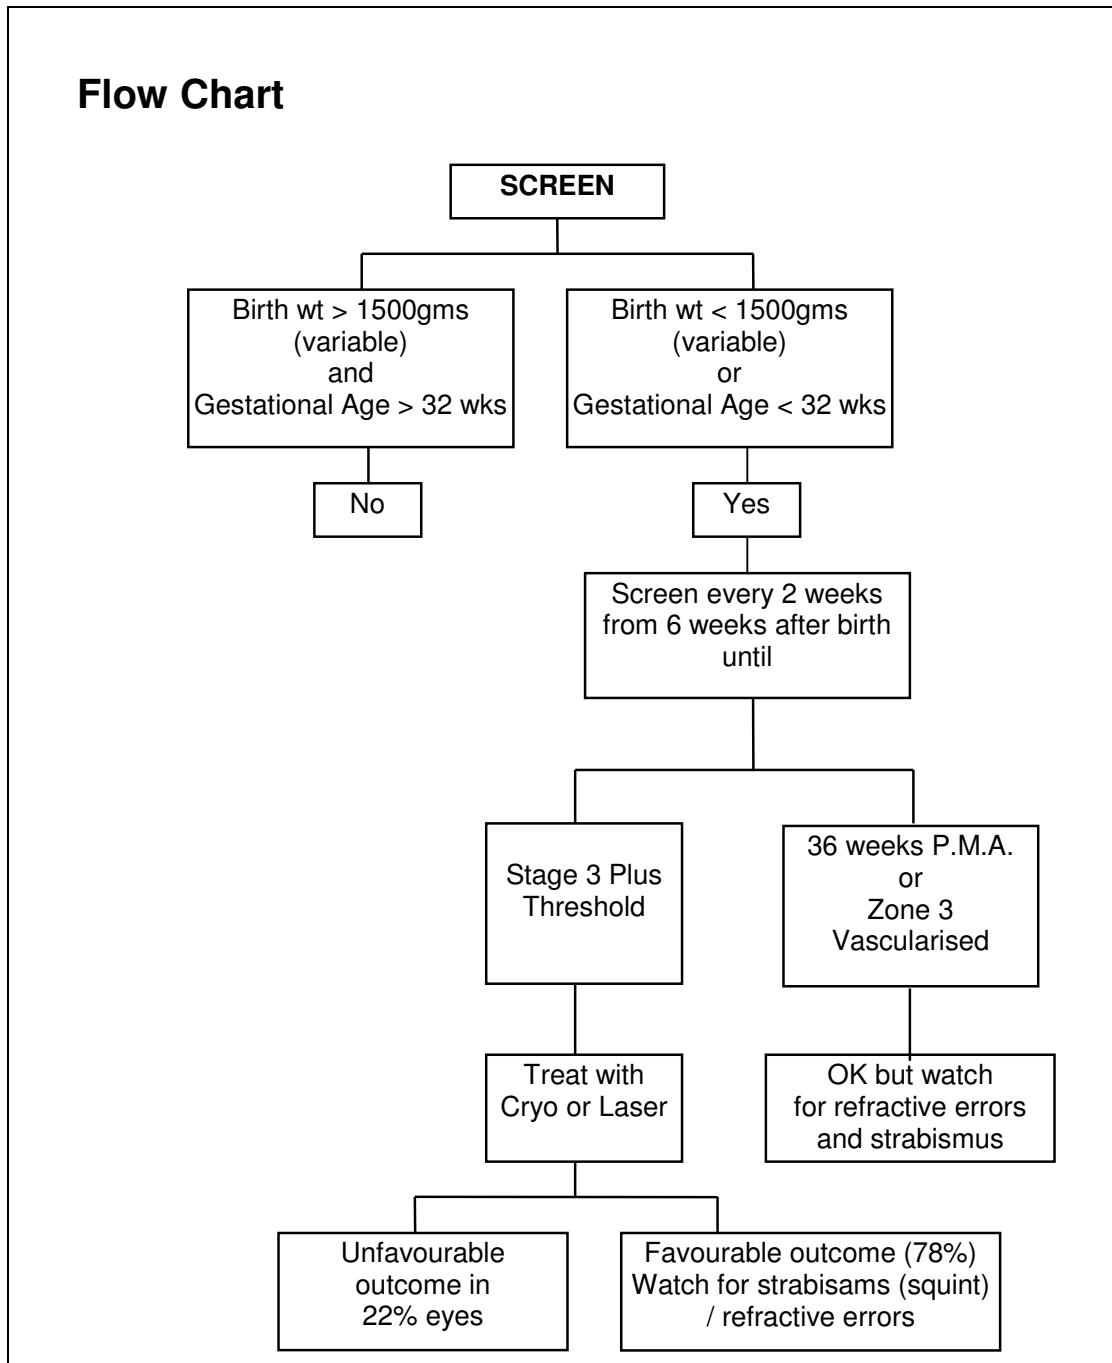 Flow Chart
SCREEN
Birth wt > 1500gms
(variable)
and
Gestational Age > 32 wks
Birth wt < 1500gms
(variable)
or
Gestational Age < 32 wks
No
Yes
Screen every 2 weeks
from 6 weeks after birth
until
Stage 3 Plus
Threshold
36 weeks P.M.A.
or
Zone 3
Vascularised
Treat with
Cryo or Laser
OK but watch
for refractive errors
and strabismus
Unfavourable
outcome in
22% eyes
Favourable outcome (78%)
Watch for strabisams (squint)
/ refractive errors